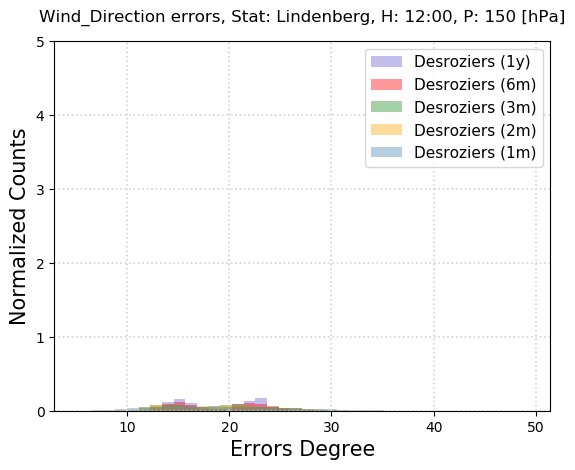 Wind_Direction errors, Stat: Lindenberg, H: 12:00, P: 150 [hPa]
Desroziers (1y)
Desroziers (6m)
Desroziers (3m)
Desroziers (2m)
Desroziers (1m)
Normalized Counts
5
4
3
2
1
0
10 20 30 40 50
Errors Degree